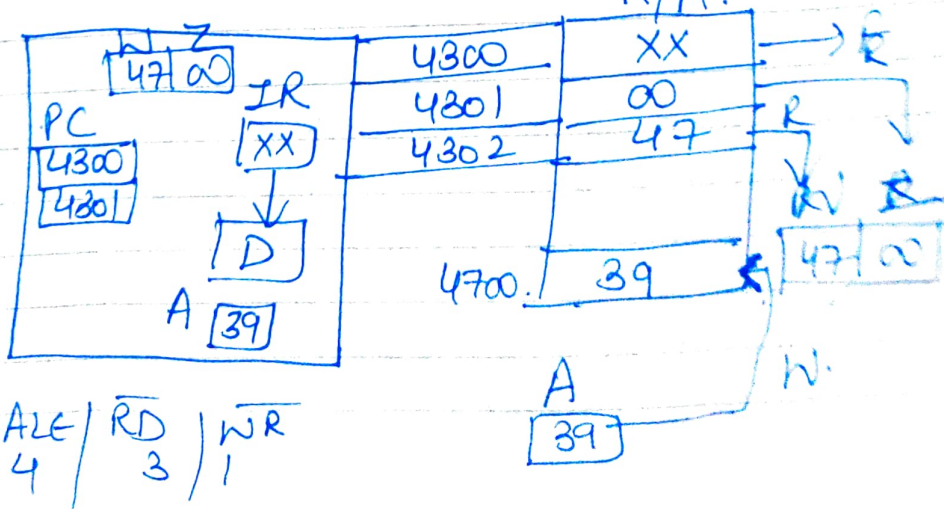 W Z
47 00
IR
XX
D
PC
4300
4301
A 39
4300 XX
4301 00
4302 47
R
47 00
4700. 39
W.
A
39
ALE / RD / WR
4 / 3 / 1